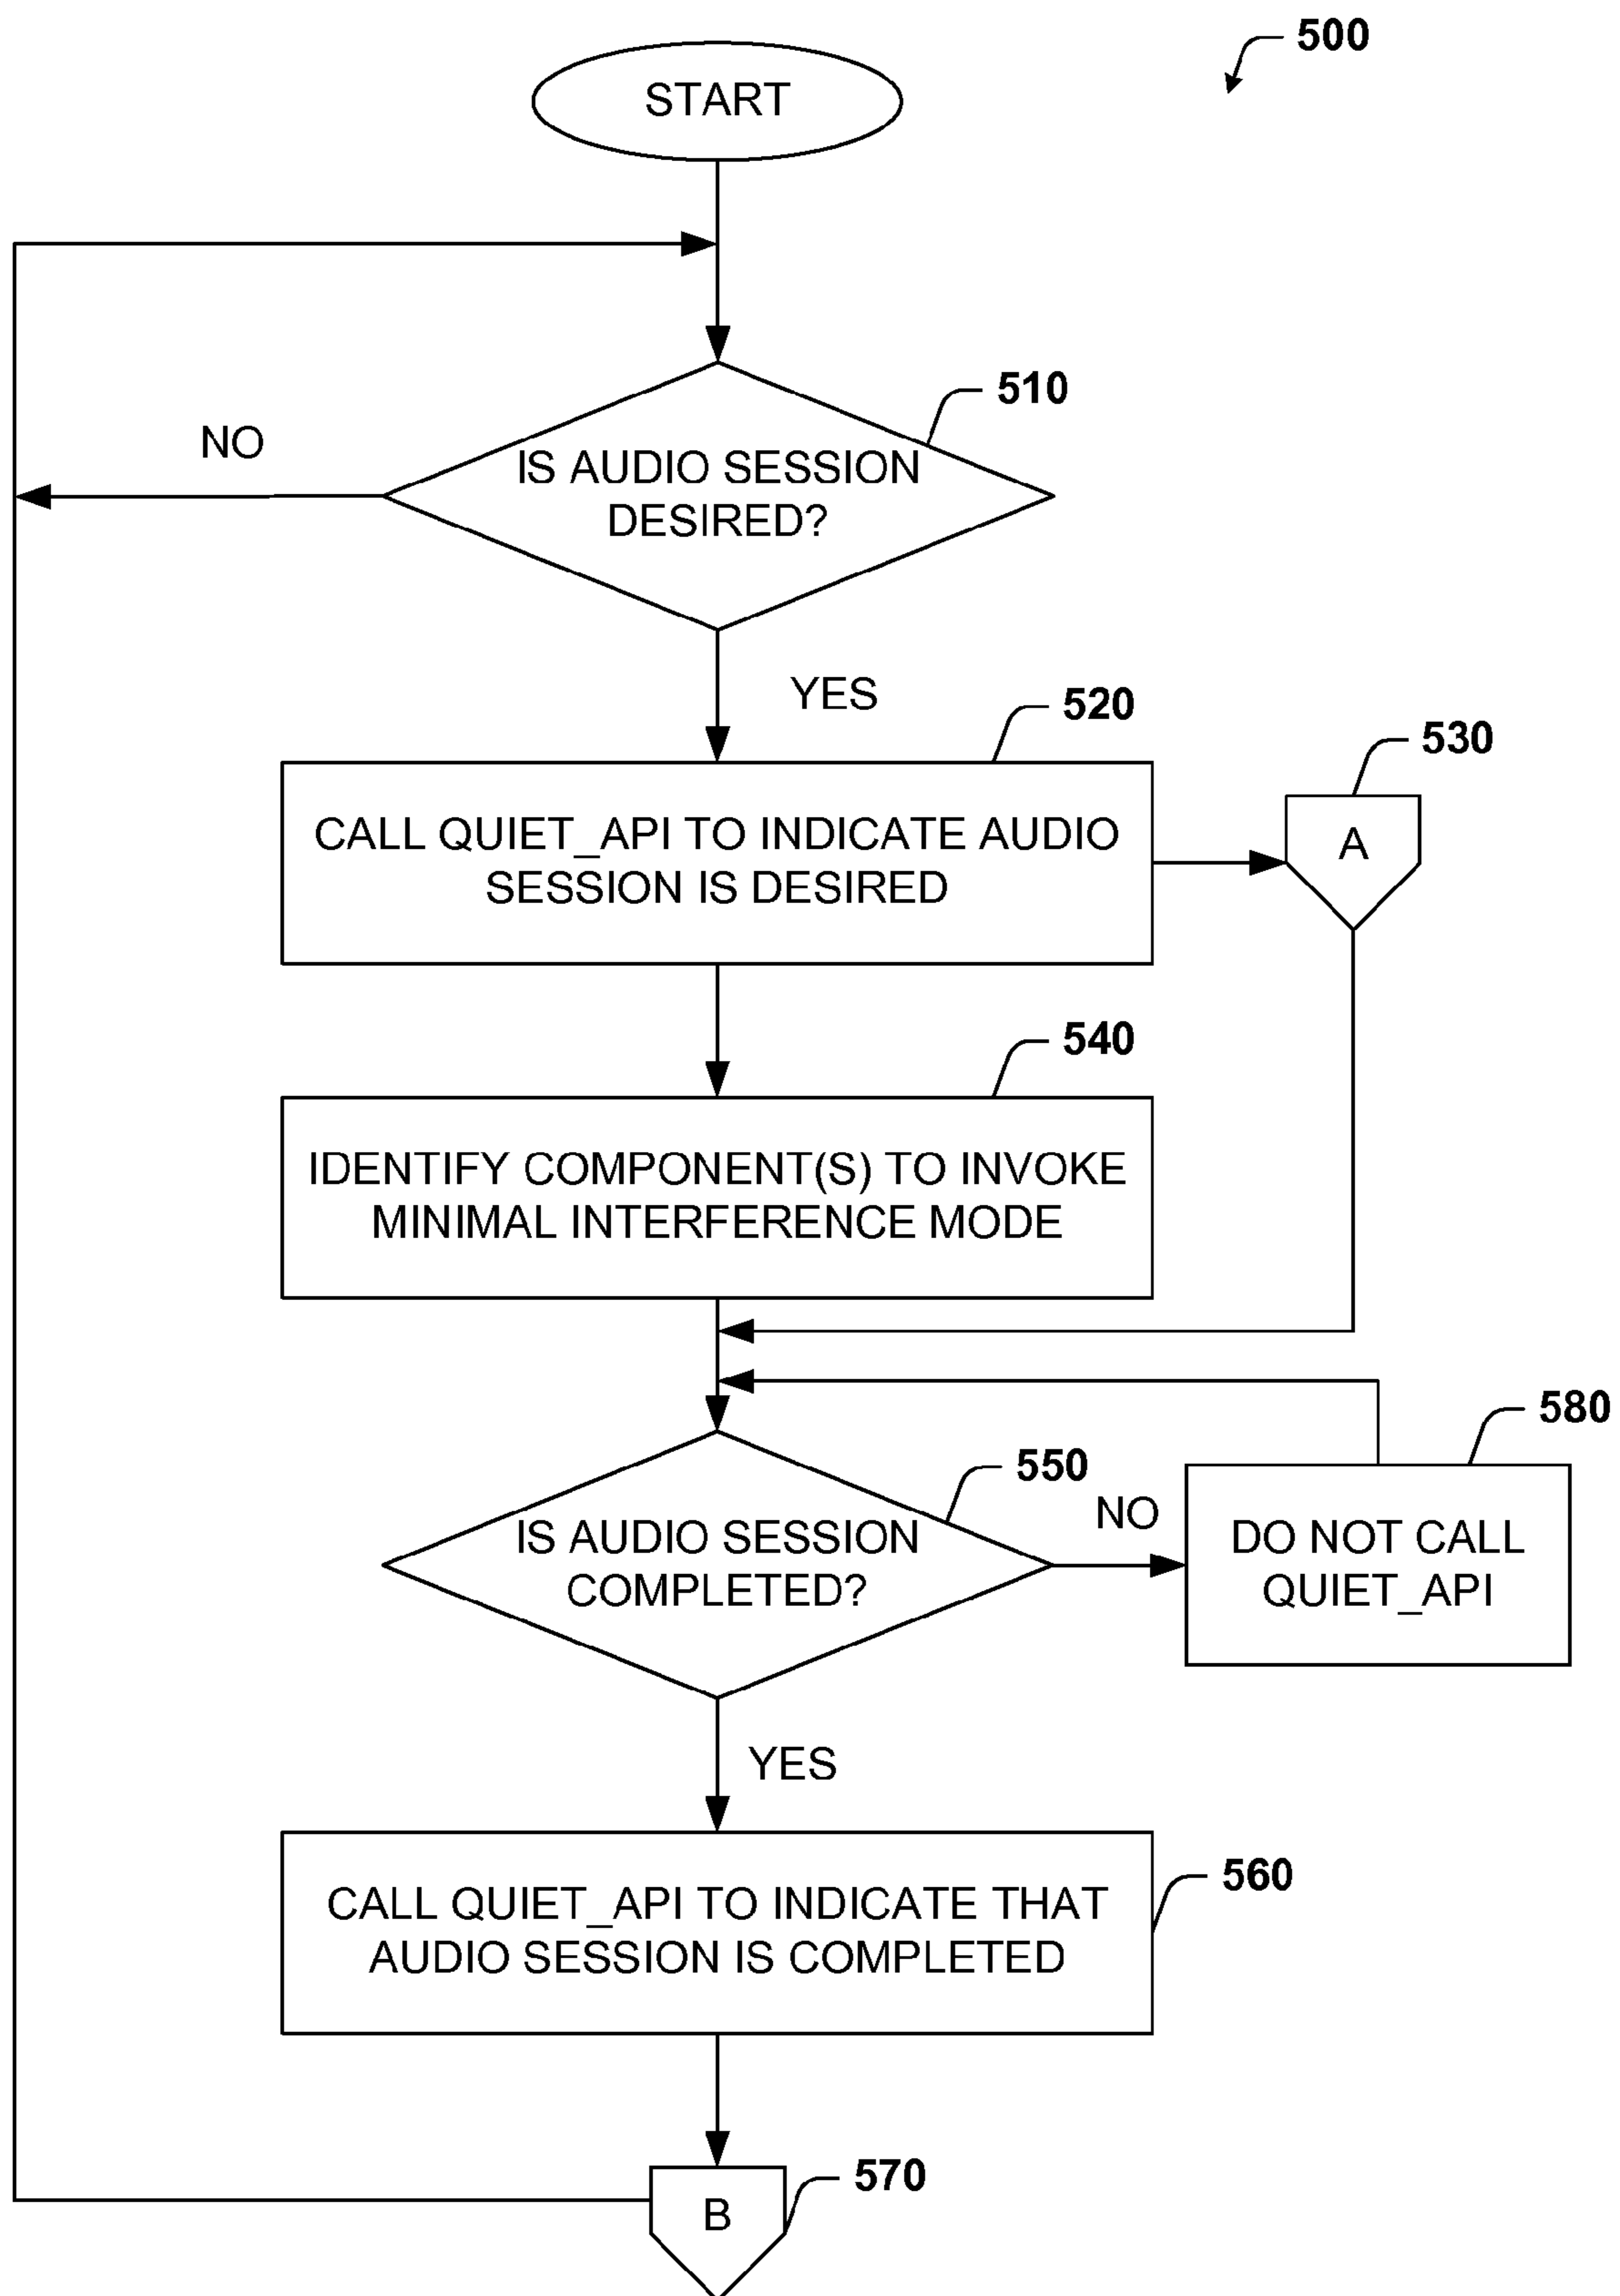 500
START
510
NO
IS AUDIO SESSION
DESIRED?
YES
520
530
CALL QUIET_API TO INDICATE AUDIO
SESSION IS DESIRED
A
540
IDENTIFY COMPONENT(S) TO INVOKE
MINIMAL INTERFERENCE MODE
580
550
NO
IS AUDIO SESSION
COMPLETED?
DO NOT CALL
QUIET_API
YES
560
CALL QUIET_API TO INDICATE THAT
AUDIO SESSION IS COMPLETED
570
B